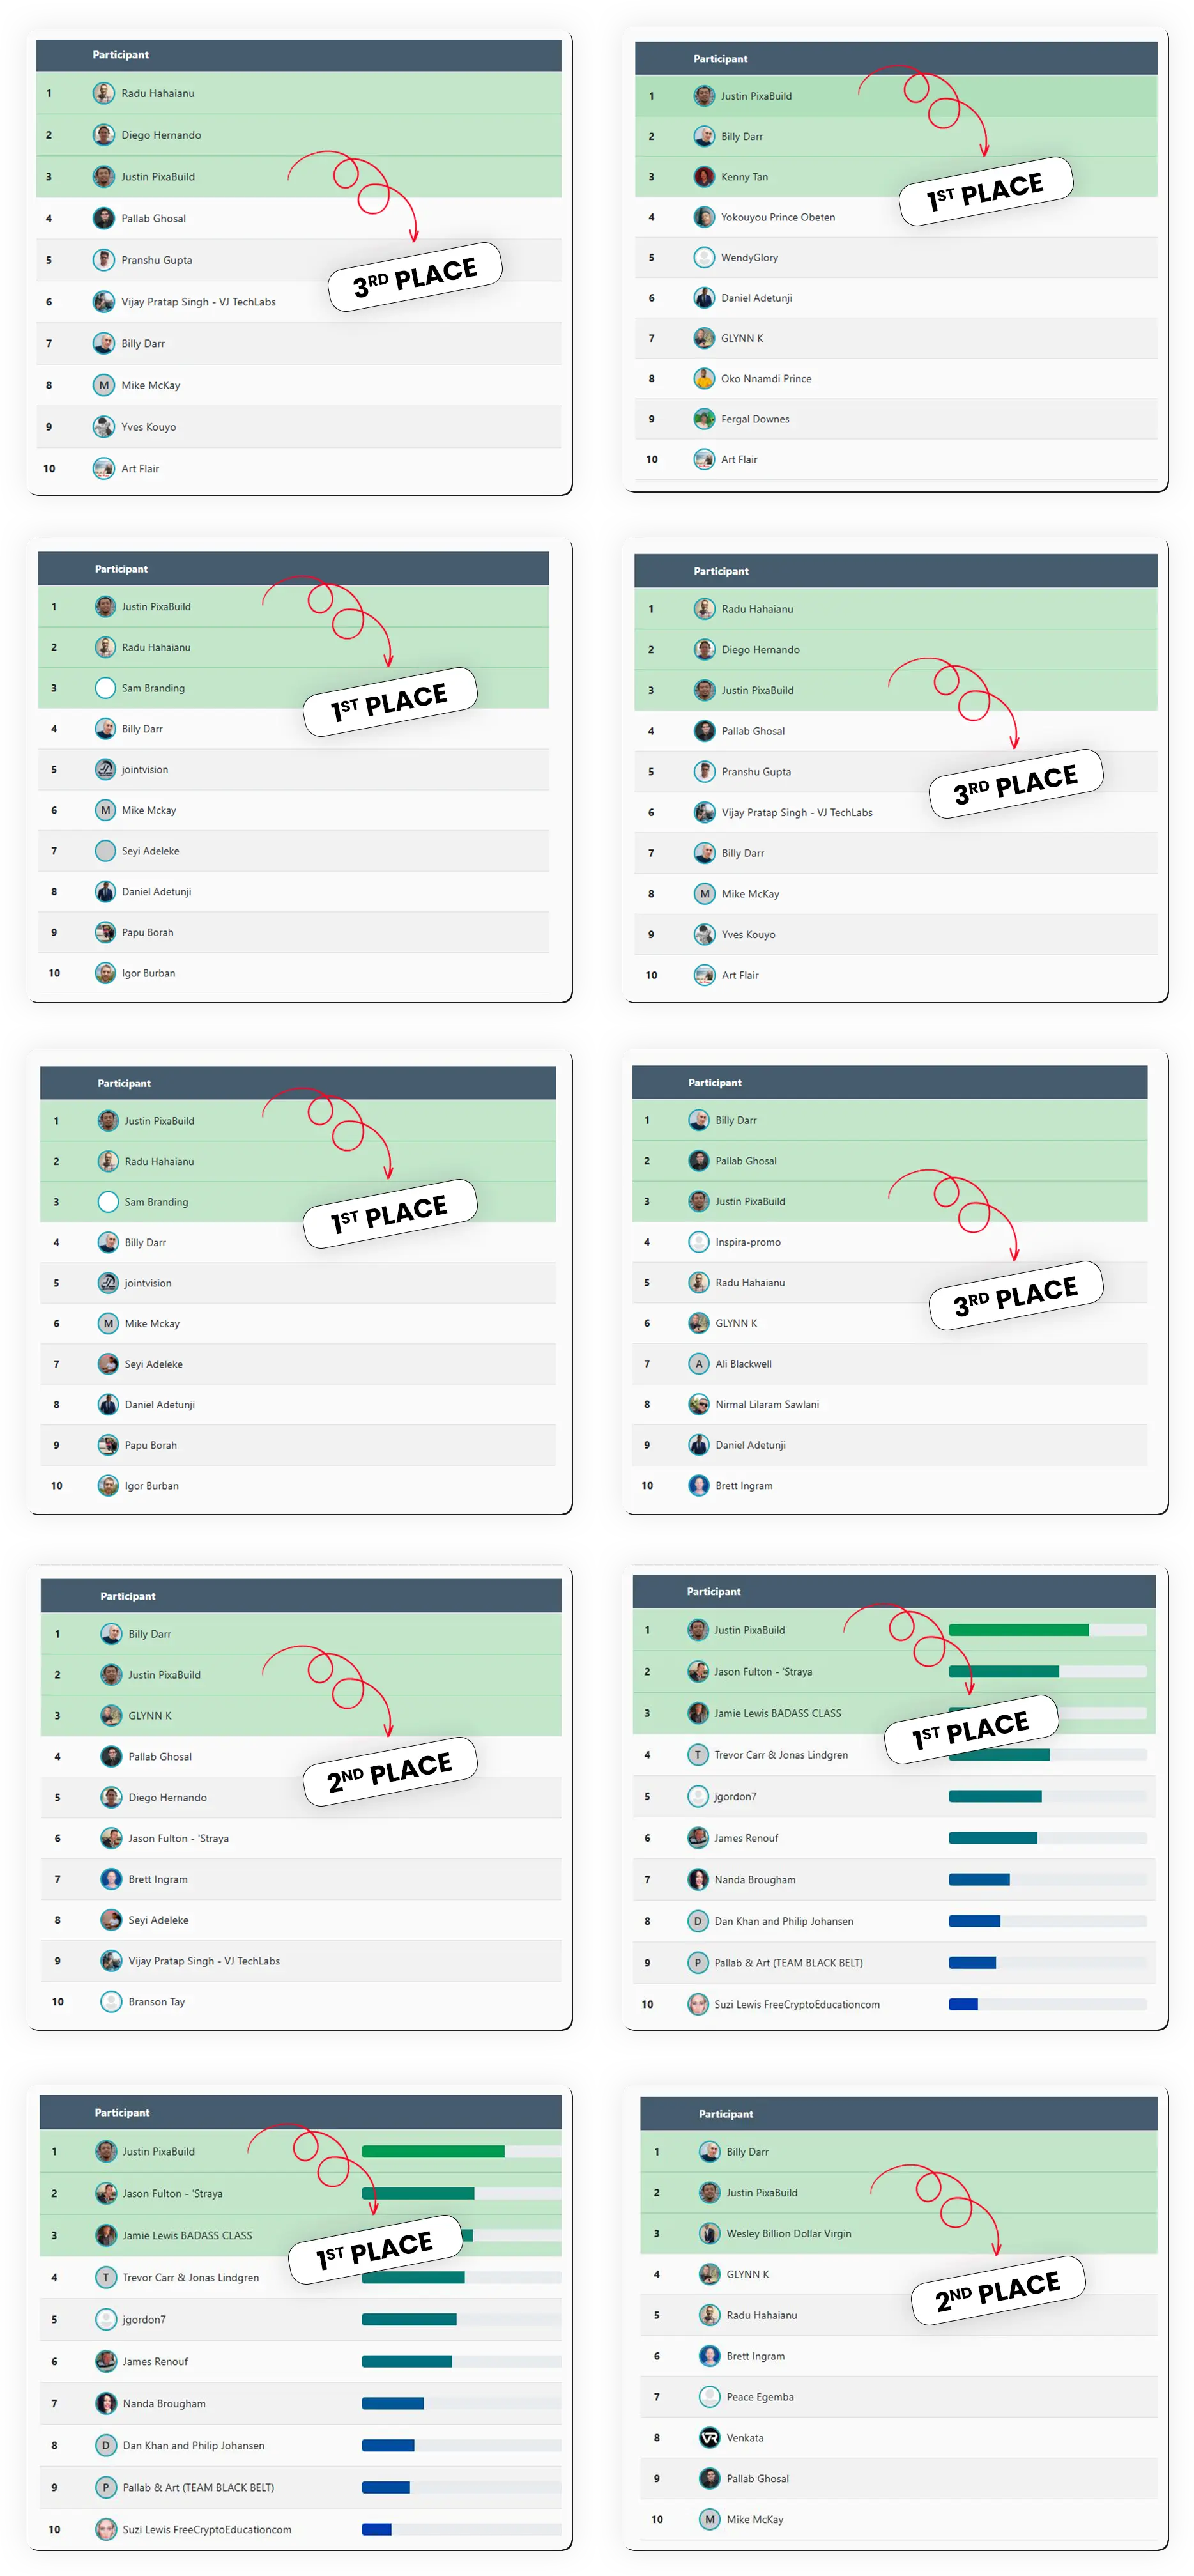 Participant
1 Radu Hahaianu
2 Diego Hernando
3 Justin PixaBuild
4 Pallab Ghosal
5 Pranshu Gupta
6 Vijay Pratap Singh - VJ TechLabs
7 Billy Darr
8 M Mike McKay
9 Yves Kouyo
10 Art Flair
3RD PLACE
Participant
1 Justin PixaBuild
2 Billy Darr
3 Kenny Tan
4 Yokouyou Prince Obeten
5 WendyGlory
6 Daniel Adetunji
7 GLYNN K
8 Oko Nnamdi Prince
9 Fergal Downes
10 Art Flair
1ST PLACE
Participant
1 Justin PixaBuild
2 Radu Hahaianu
3 Sam Branding
4 Billy Darr
5 jointvision
6 M Mike Mckay
7 Seyi Adeleke
8 Daniel Adetunji
9 Papu Borah
10 Igor Burban
1ST PLACE
Participant
1 Radu Hahaianu
2 Diego Hernando
3 Justin PixaBuild
4 Pallab Ghosal
5 Pranshu Gupta
6 Vijay Pratap Singh - VJ TechLabs
7 Billy Darr
8 M Mike McKay
9 Yves Kouyo
10 Art Flair
3RD PLACE
Participant
1 Justin PixaBuild
2 Radu Hahaianu
3 Sam Branding
4 Billy Darr
5 jointvision
6 M Mike Mckay
7 Seyi Adeleke
8 Daniel Adetunji
9 Papu Borah
10 Igor Burban
1ST PLACE
Participant
1 Billy Darr
2 Pallab Ghosal
3 Justin PixaBuild
4 Inspira-promo
5 Radu Hahaianu
6 GLYNN K
7 A Ali Blackwell
8 Nirmal Lilaram Sawlani
9 Daniel Adetunji
10 Brett Ingram
3RD PLACE
Participant
1 Billy Darr
2 Justin PixaBuild
3 GLYNN K
4 Pallab Ghosal
5 Diego Hernando
6 Jason Fulton - 'Straya
7 Brett Ingram
8 Seyi Adeleke
9 Vijay Pratap Singh - VJ TechLabs
10 Branson Tay
2ND PLACE
Participant
1 Justin PixaBuild
2 Jason Fulton - 'Straya
3 Jamie Lewis BADASS CLASS
4 T Trevor Carr & Jonas Lindgren
5 jgordon7
6 James Renouf
7 Nanda Brougham
8 D Dan Khan and Philip Johansen
9 P Pallab & Art (TEAM BLACK BELT)
10 Suzi Lewis FreeCryptoEducationcom
1ST PLACE
Participant
1 Justin PixaBuild
2 Jason Fulton - 'Straya
3 Jamie Lewis BADASS CLASS
4 T Trevor Carr & Jonas Lindgren
5 jgordon7
6 James Renouf
7 Nanda Brougham
8 D Dan Khan and Philip Johansen
9 P Pallab & Art (TEAM BLACK BELT)
10 Suzi Lewis FreeCryptoEducationcom
1ST PLACE
Participant
1 Billy Darr
2 Justin PixaBuild
3 Wesley Billion Dollar Virgin
4 GLYNN K
5 Radu Hahaianu
6 Brett Ingram
7 Peace Egemba
8 VR Venkata
9 Pallab Ghosal
10 M Mike McKay
2ND PLACE